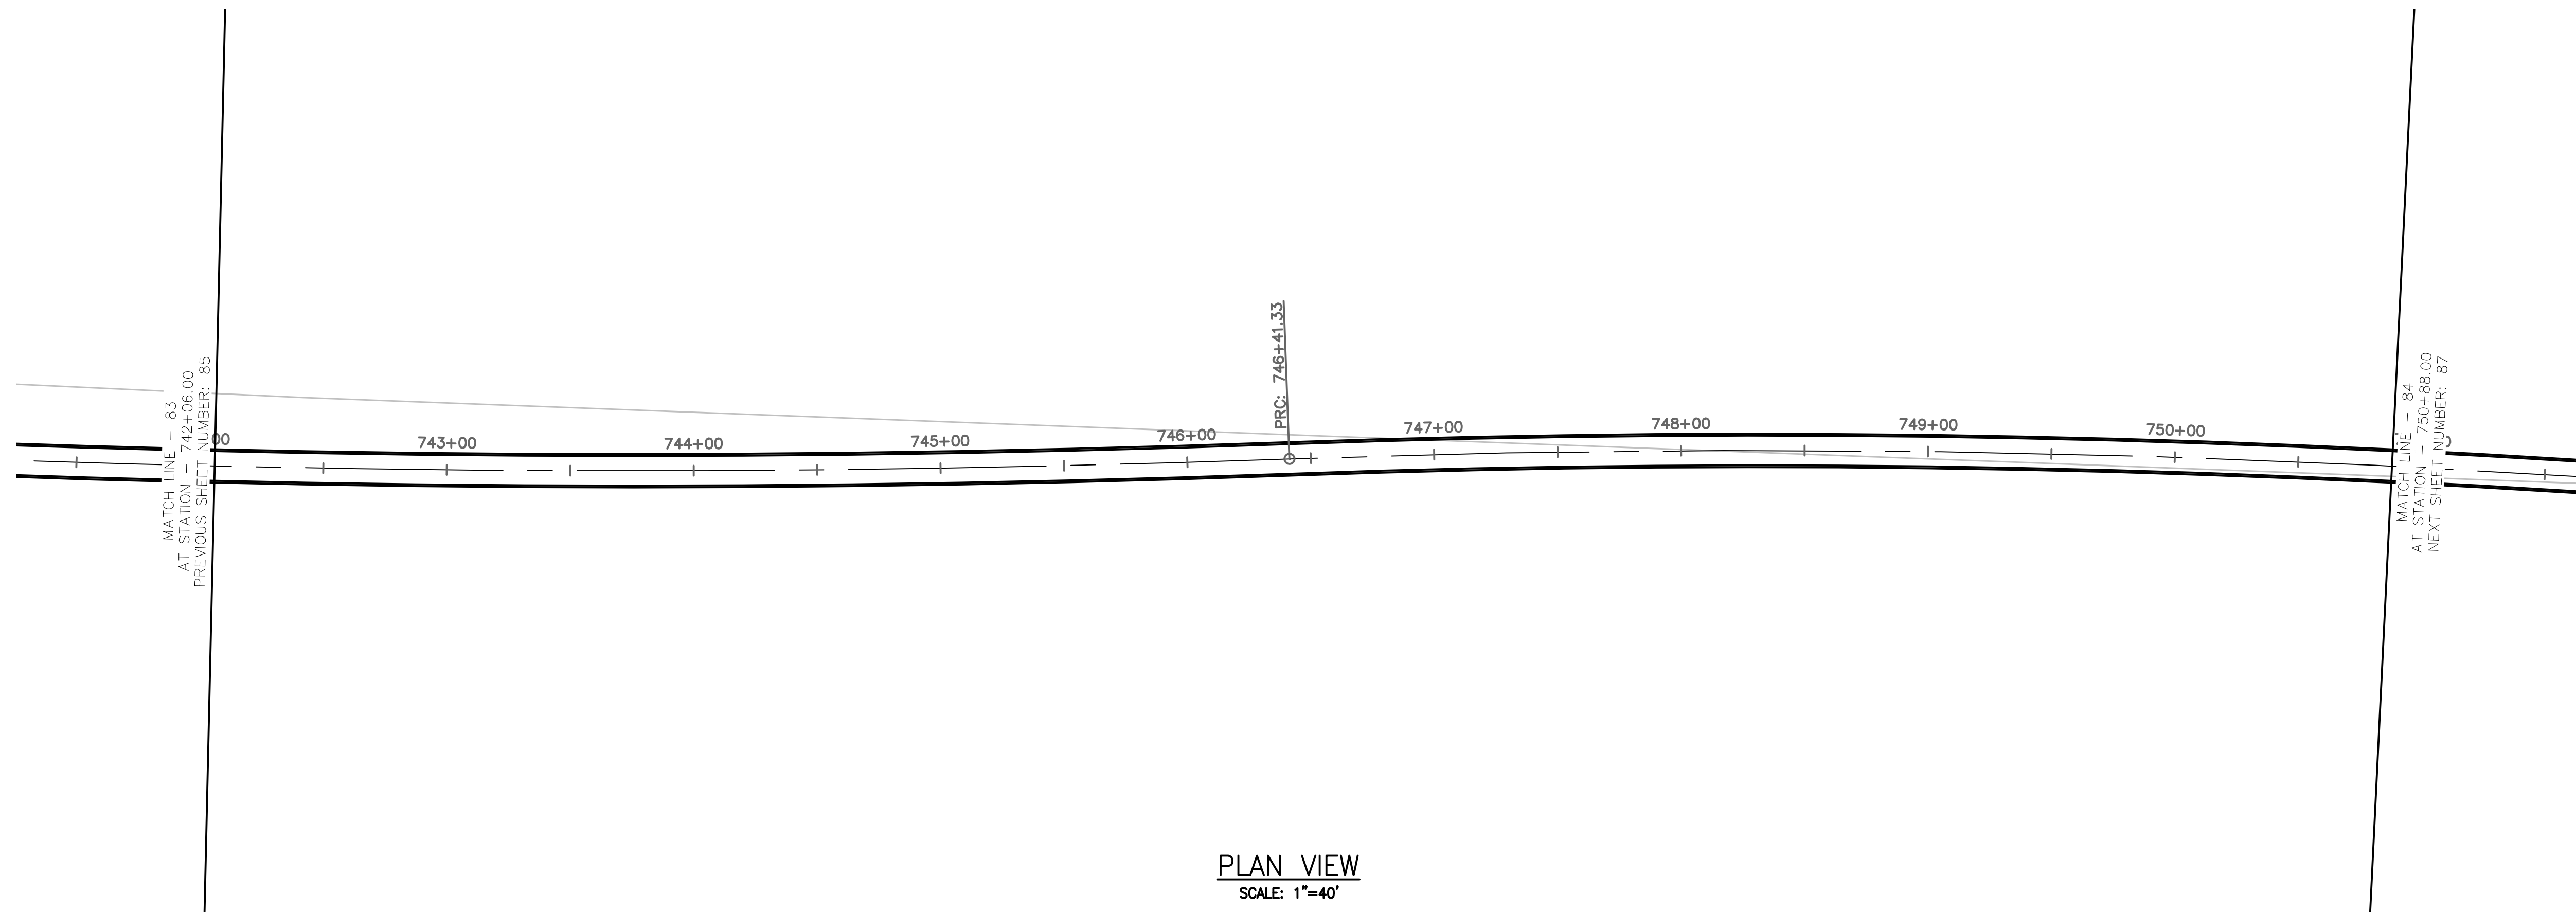 MATCH LINE - 83
AT STATION - 742+06.00
PREVIOUS SHEET NUMBER: 85
00
743+00
744+00
745+00
746+00
PRC: 746+41.33
747+00
748+00
749+00
750+00
MATCH LINE - 84
AT STATION - 750+88.00
NEXT SHEET NUMBER: 87
PLAN VIEW
SCALE: 1"=40'